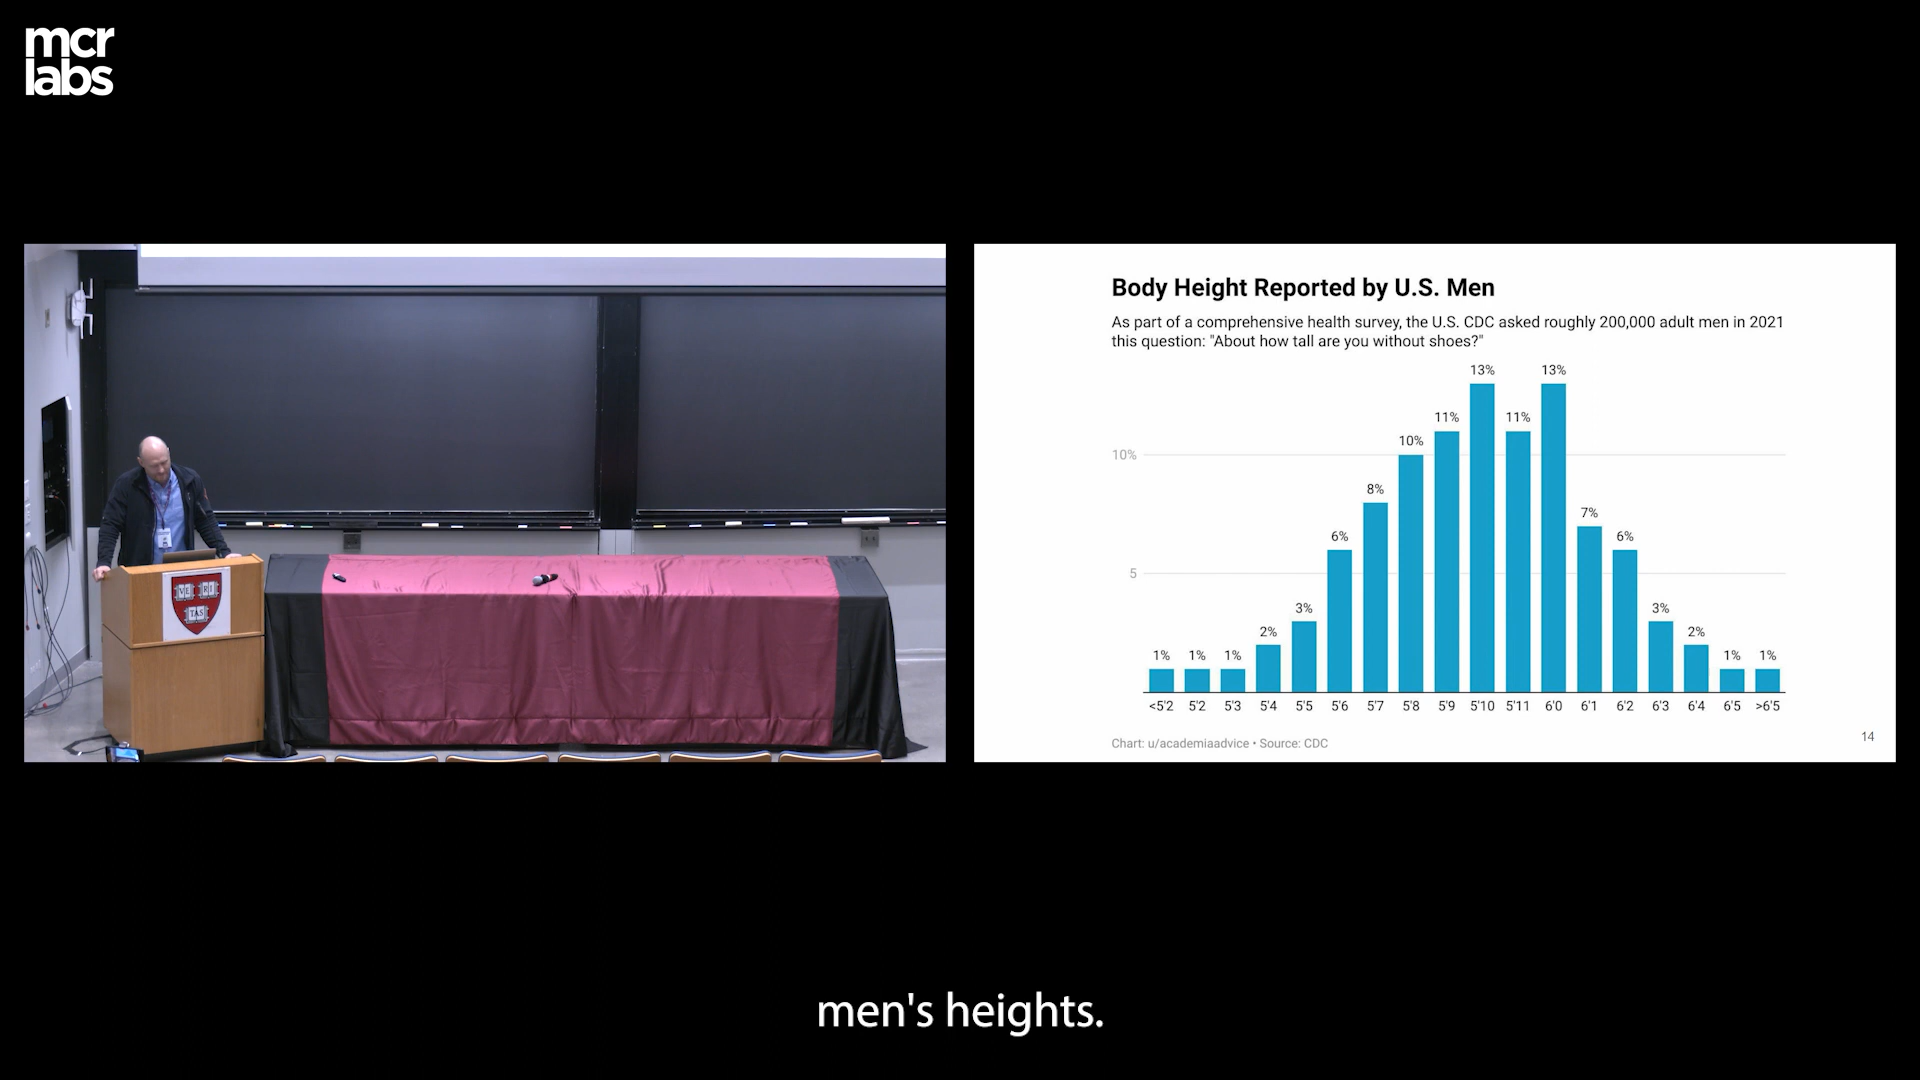 mcr
labs
VE RI
TAS
Body Height Reported by U.S. Men
As part of a comprehensive health survey, the U.S. CDC asked roughly 200,000 adult men in 2021
this question: "About how tall are you without shoes?"
13% 13%
11% 11%
10%
10%
8%
7%
6% 6%
5
3% 3%
2% 2%
1% 1% 1% 1% 1%
<5'2 5'2 5'3 5'4 5'5 5'6 5'7 5'8 5'9 5'10 5'11 6'0 6'1 6'2 6'3 6'4 6'5 >6'5
14
Chart: u/academiaadvice • Source: CDC
men's heights.